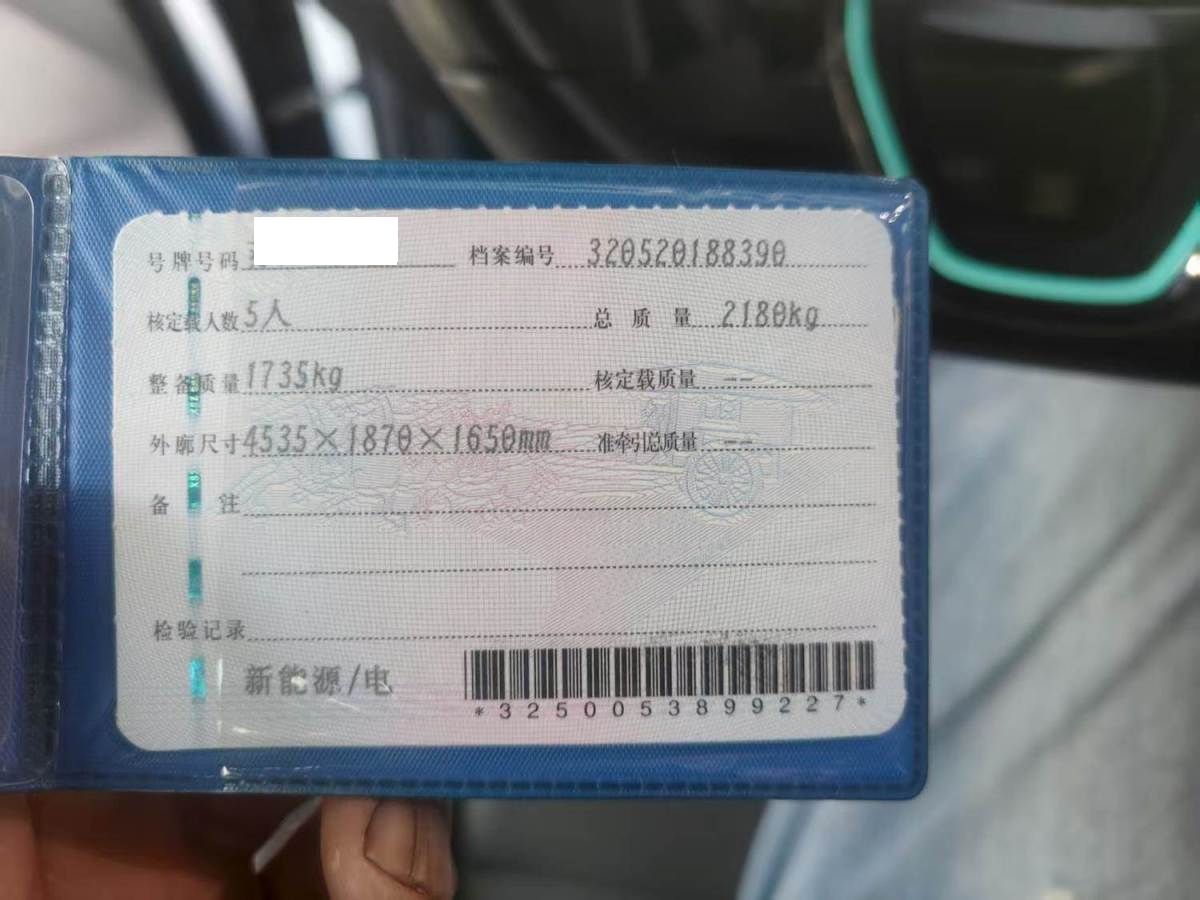 号牌号码 档案编号 320520188390
核定载人数 5人 总质量 2180kg
整备质量 1735kg 核定载质量 --
外廓尺寸 4535×1870×1650mm 准牵引总质量 --
备注
检验记录
新能源/电
*3250053899227*